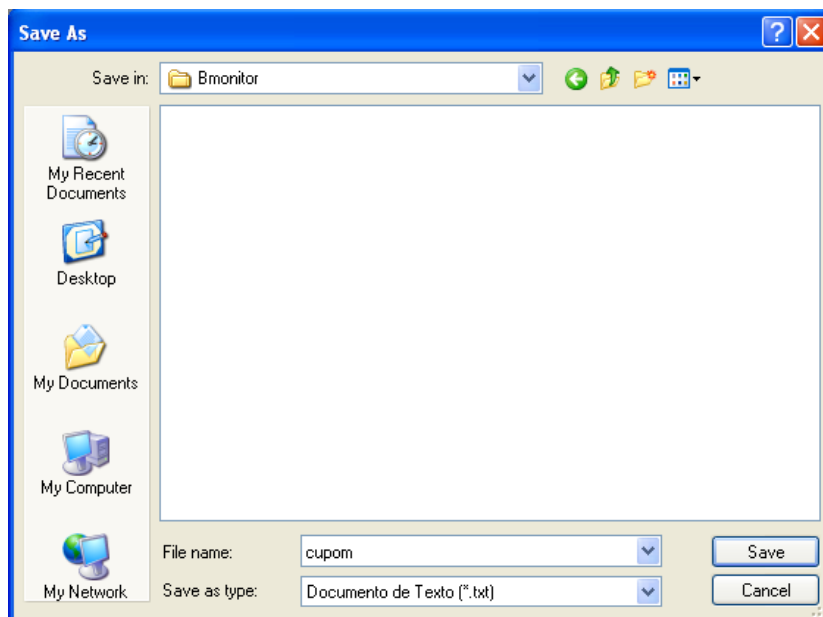 Save As
Save in:
Bmonitor
My Recent
Documents
Desktop
My Documents
My Computer
My Network
File name:
cupom
Save
Save as type:
Documento de Texto (*.txt)
Cancel